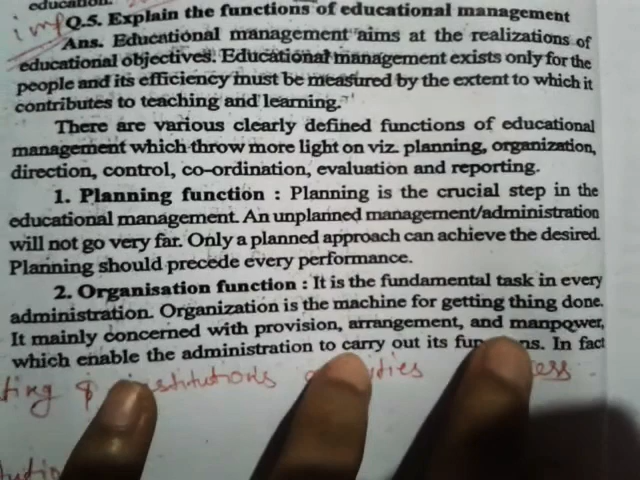 education.
imp Q.5. Explain the functions of educational management
Ans. Educational management aims at the realizations of
educational objectives. Educational management exists only for the
people and its efficiency must be measured by the extent to which it
contributes to teaching and learning.
There are various clearly defined functions of educational
management which throw more light on viz. planning, organization,
direction, control, co-ordination, evaluation and reporting.
1. Planning function : Planning is the crucial step in the
educational management. An unplanned management/administration
will not go very far. Only a planned approach can achieve the desired.
Planning should precede every performance.
2. Organisation function : It is the fundamental task in every
administration. Organization is the machine for getting thing done.
It mainly concerned with provision, arrangement, and manpower,
which enable the administration to carry out its In fact